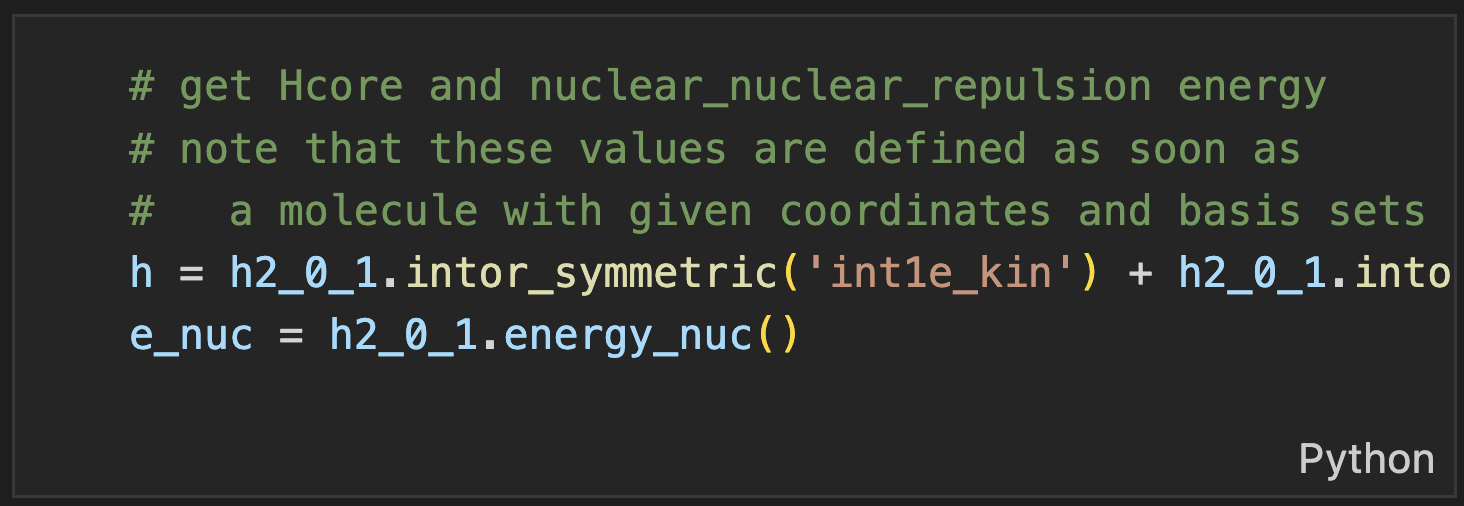 # get Hcore and nuclear_nuclear_repulsion energy
# note that these values are defined as soon as
#   a molecule with given coordinates and basis sets
h = h2_0_1.intor_symmetric('int1e_kin') + h2_0_1.into
e_nuc = h2_0_1.energy_nuc()
Python